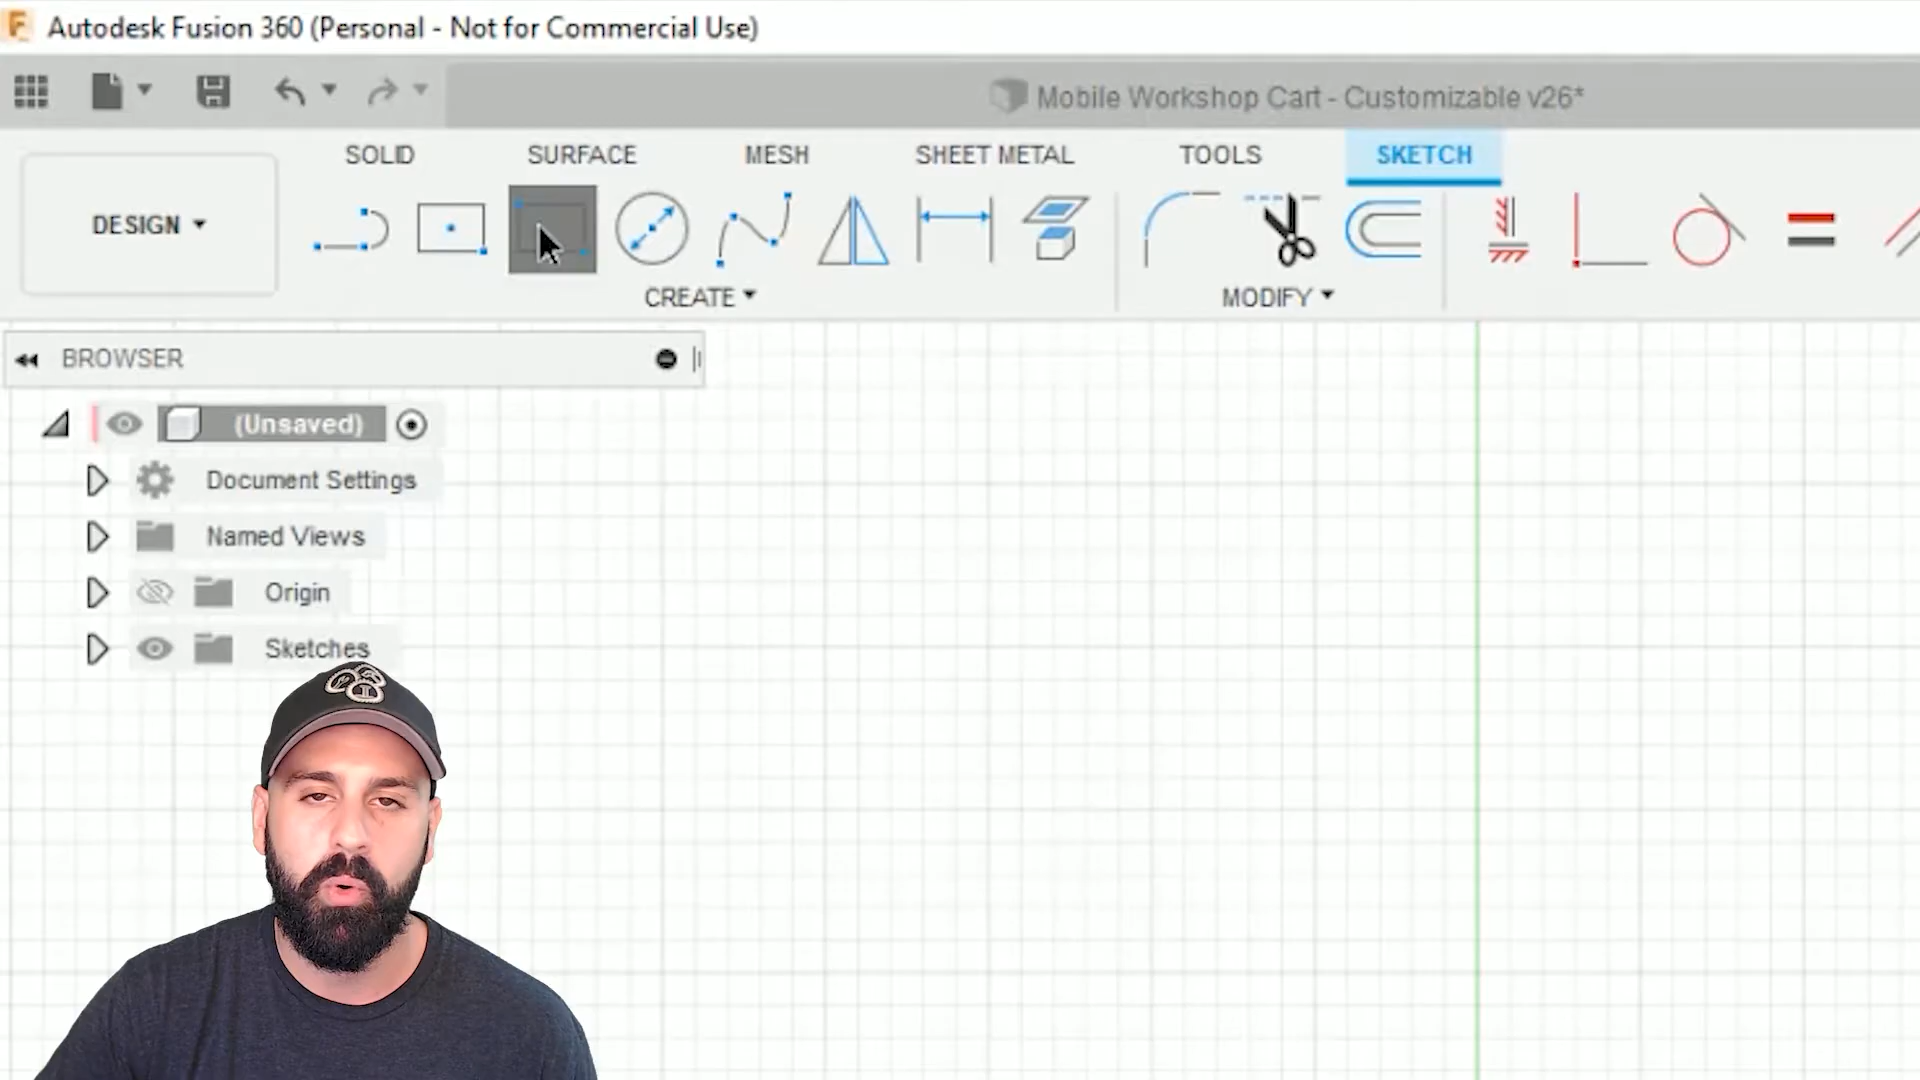 Autodesk Fusion 360 (Personal - Not for Commercial Use)
Mobile Workshop Cart - Customizable v26*
SOLID SURFACE MESH SHEET METAL TOOLS SKETCH
DESIGN
CREATE MODIFY
BROWSER
(Unsaved)
Document Settings
Named Views
Origin
Sketches